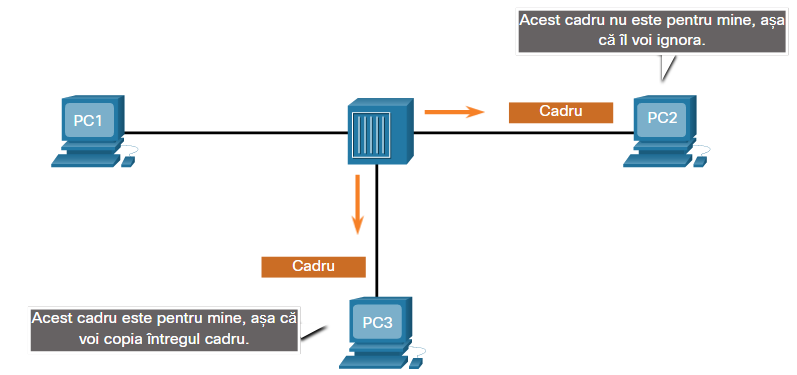 Acest cadru nu este pentru mine, așa
că îl voi ignora.
Cadru
PC1
PC2
Cadru
Acest cadru este pentru mine, așa că
voi copia întregul cadru.
PC3